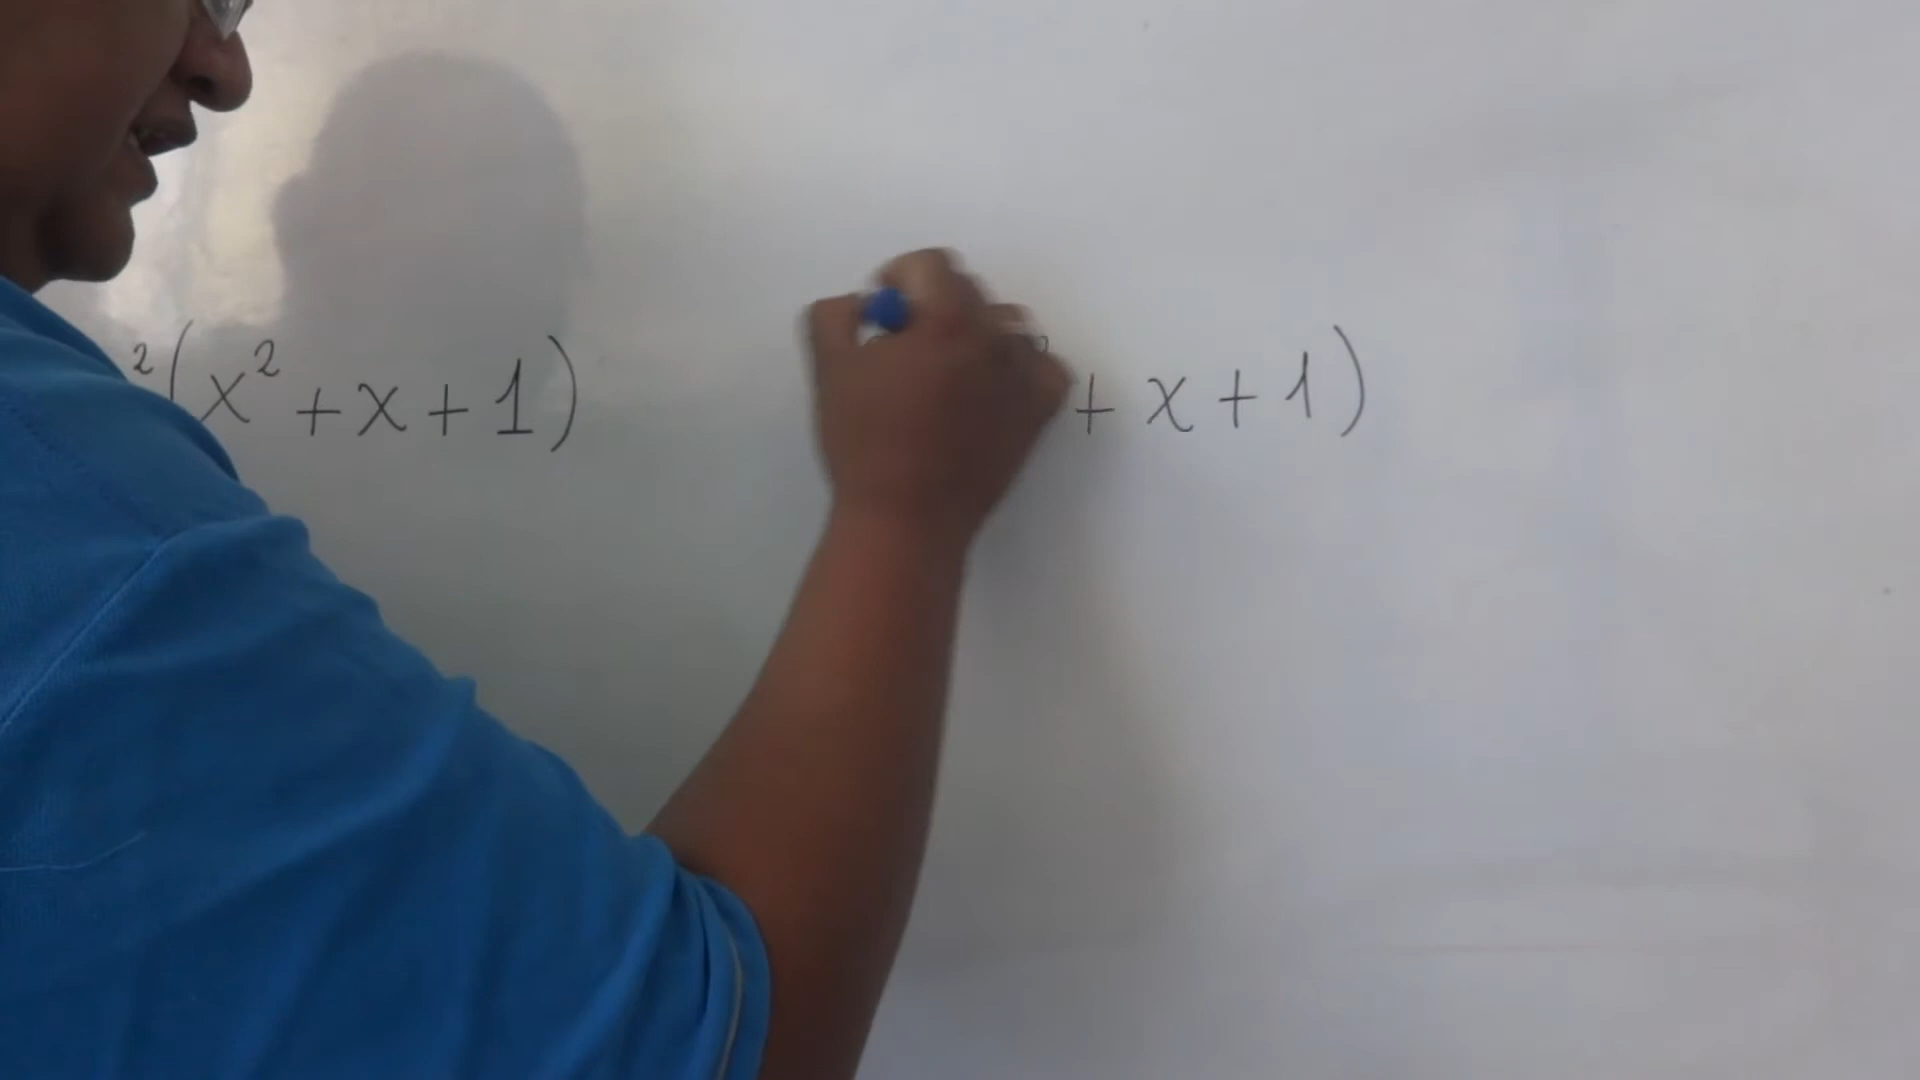 ²(x² + x + 1) + x + 1)